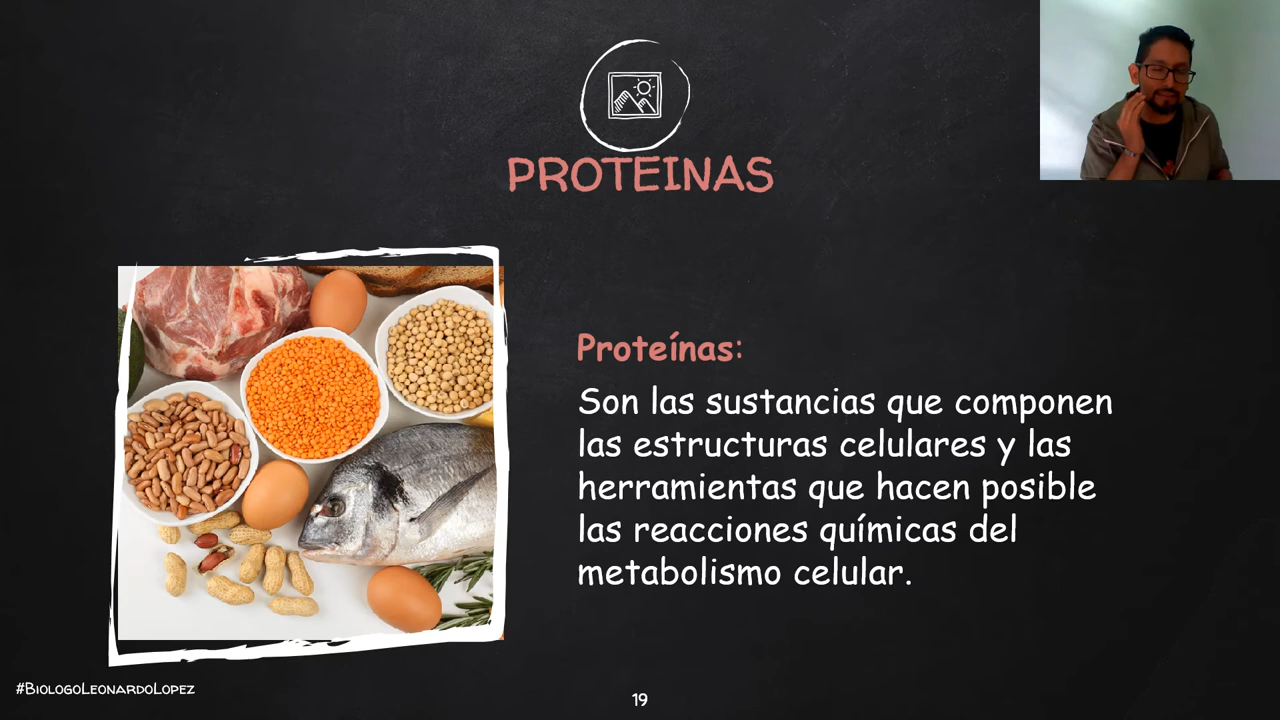 PROTEINAS
Proteínas:
Son las sustancias que componen
las estructuras celulares y las
herramientas que hacen posible
las reacciones químicas del
metabolismo celular.
#BiologoLeonardoLopez
19